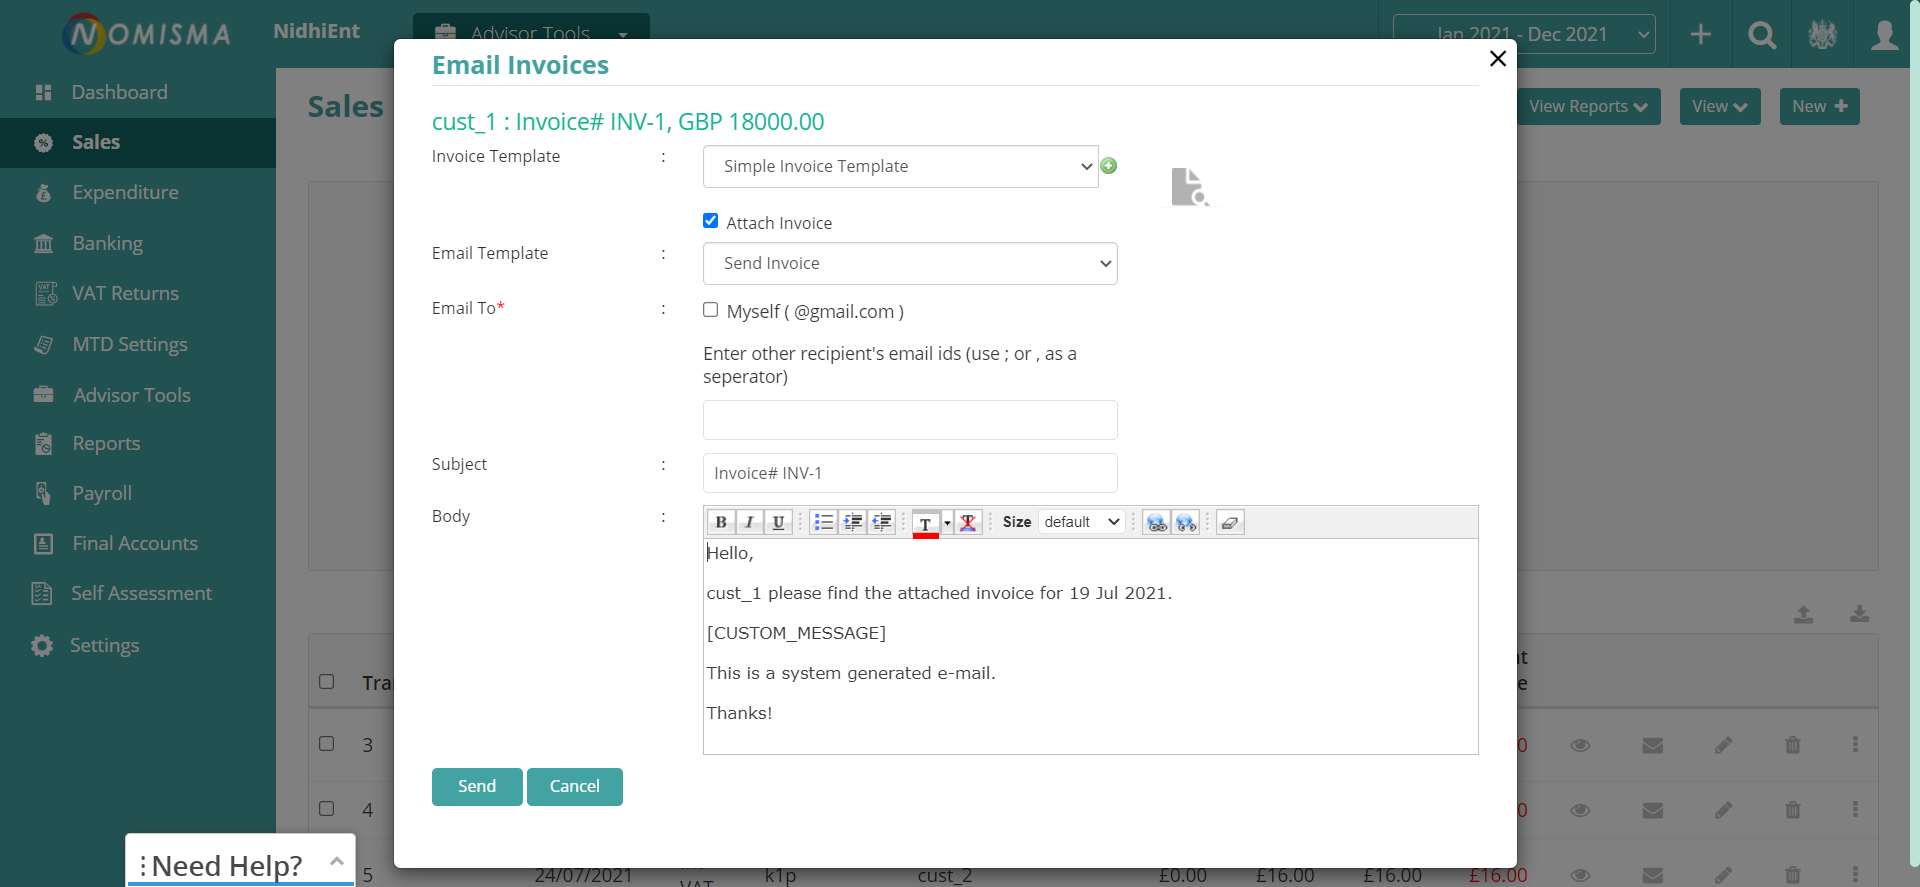 NOMISMA
NidhiEnt
Advisor Tools
Jan 2021 - Dec 2021
Dashboard
Sales
Expenditure
Banking
VAT Returns
MTD Settings
Advisor Tools
Reports
Payroll
Final Accounts
Self Assessment
Settings
Sales
View Reports
View
New
Email Invoices
cust_1 : Invoice# INV-1, GBP 18000.00
Invoice Template :
Simple Invoice Template
Attach Invoice
Email Template :
Send Invoice
Email To* :
Myself ( @gmail.com )
Enter other recipient's email ids (use ; or , as a
seperator)
Subject :
Invoice# INV-1
Body :
B I U T Size default
Hello,
cust_1 please find the attached invoice for 19 Jul 2021.
[CUSTOM_MESSAGE]
This is a system generated e-mail.
Thanks!
Send Cancel
3
4
5 24/07/2021 VAT k1p cust_2 £0.00 £16.00 £16.00 £16.00
Need Help?